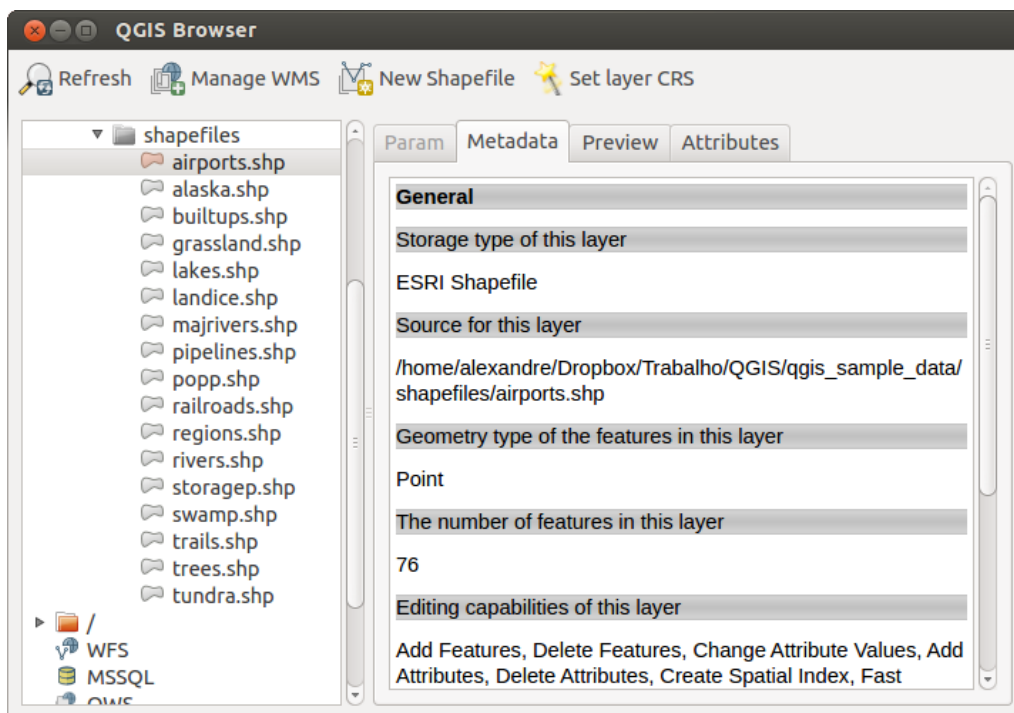 QGIS Browser
Refresh Manage WMS New Shapefile Set layer CRS
shapefiles
airports.shp
alaska.shp
builtups.shp
grassland.shp
lakes.shp
landice.shp
majrivers.shp
pipelines.shp
popp.shp
railroads.shp
regions.shp
rivers.shp
storagep.shp
swamp.shp
trails.shp
trees.shp
tundra.shp
/
WFS
MSSQL
OWS
Param Metadata Preview Attributes
General
Storage type of this layer
ESRI Shapefile
Source for this layer
/home/alexandre/Dropbox/Trabalho/QGIS/qgis_sample_data/
shapefiles/airports.shp
Geometry type of the features in this layer
Point
The number of features in this layer
76
Editing capabilities of this layer
Add Features, Delete Features, Change Attribute Values, Add
Attributes, Delete Attributes, Create Spatial Index, Fast